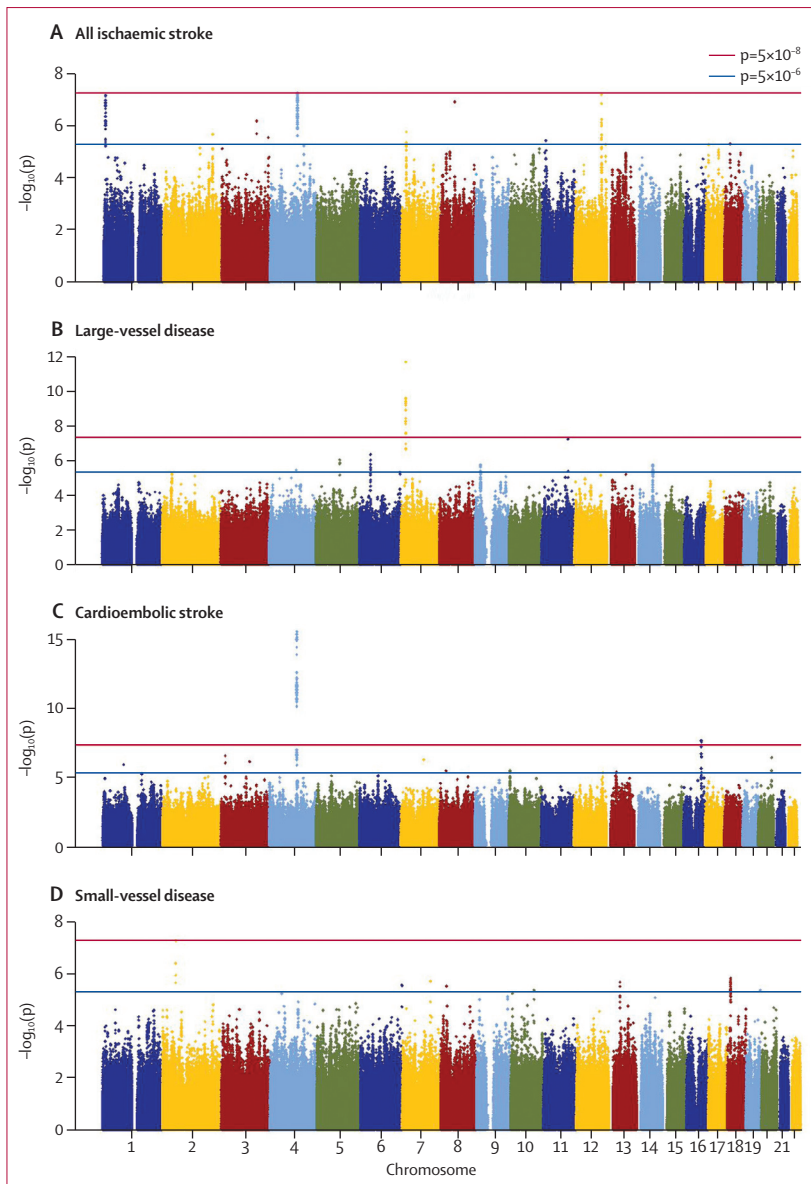 A All ischaemic stroke
p=5×10⁻⁸
p=5×10⁻⁶
8
6
4
2
0
−log₁₀(p)
B Large-vessel disease
12
10
8
6
4
2
0
−log₁₀(p)
C Cardioembolic stroke
15
10
5
0
−log₁₀(p)
D Small-vessel disease
8
6
4
2
0
−log₁₀(p)
1 2 3 4 5 6 7 8 9 10 11 12 13 14 15 16 17 18 19 20 21
Chromosome